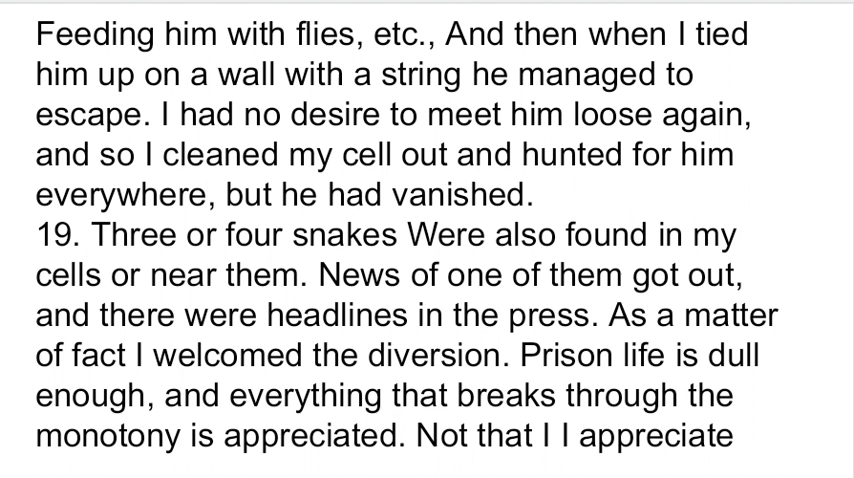 Feeding him with flies, etc., And then when I tied
him up on a wall with a string he managed to
escape. I had no desire to meet him loose again,
and so I cleaned my cell out and hunted for him
everywhere, but he had vanished.
19. Three or four snakes Were also found in my
cells or near them. News of one of them got out,
and there were headlines in the press. As a matter
of fact I welcomed the diversion. Prison life is dull
enough, and everything that breaks through the
monotony is appreciated. Not that I I appreciate